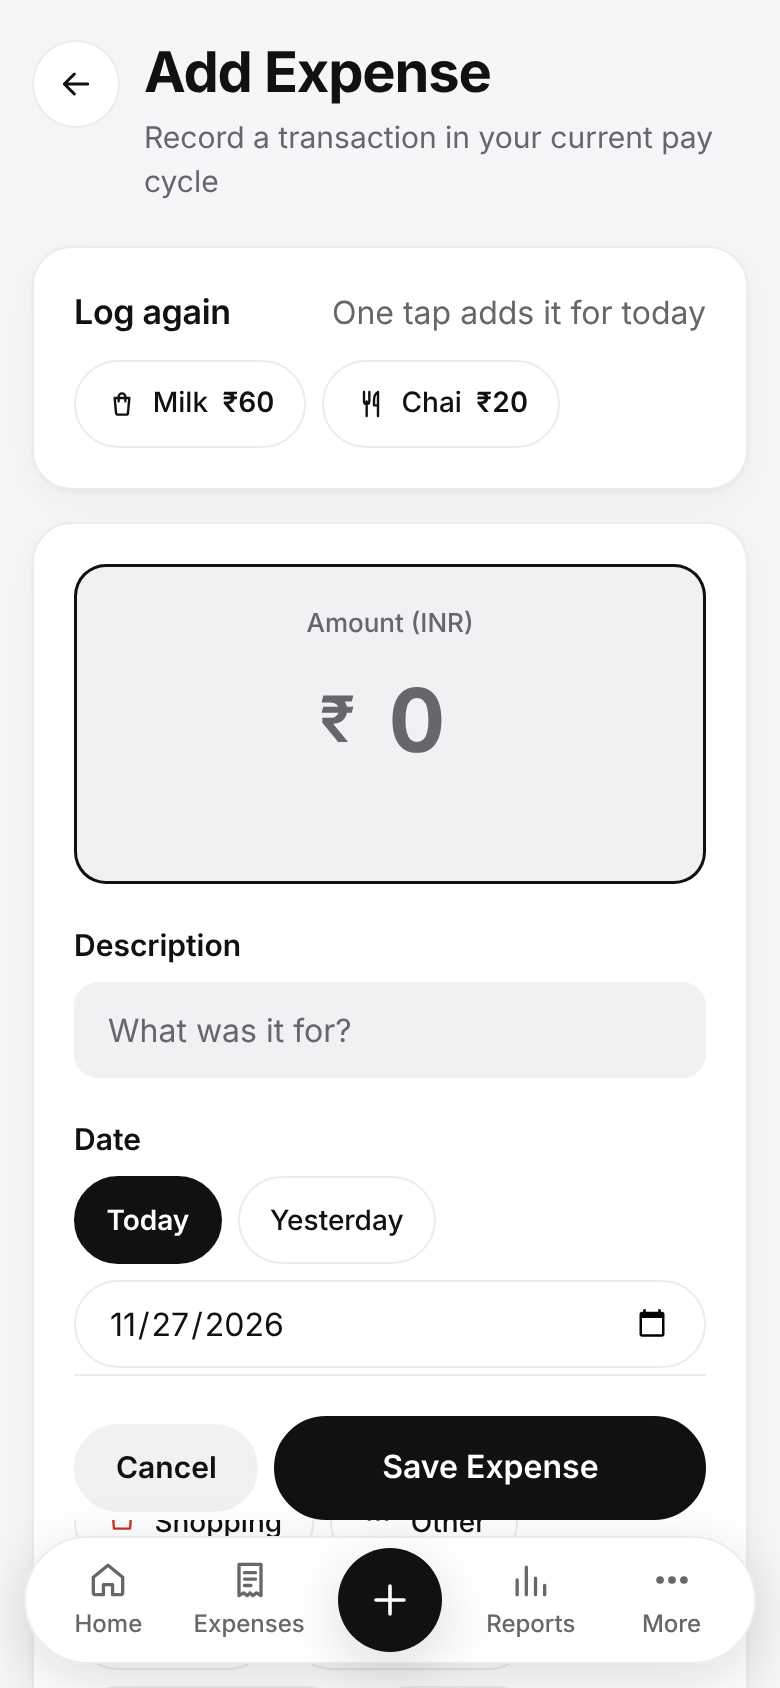 Add Expense
Record a transaction in your current pay
cycle
Log again
One tap adds it for today
Milk ₹60
Chai ₹20
Amount (INR)
₹ 0
Description
What was it for?
Date
Today
Yesterday
11/27/2026
Cancel
Save Expense
Shopping
Other
Home
Expenses
Reports
More